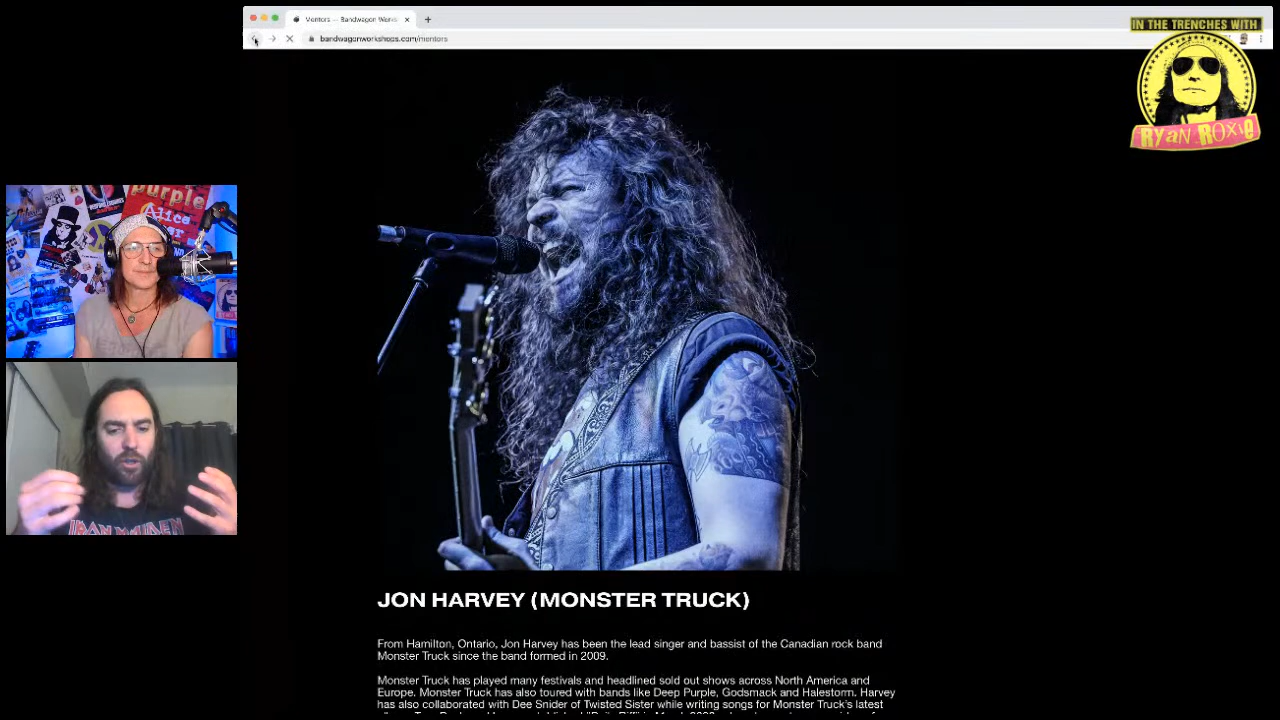 Mentors — Bandwagon Works
bandwagonworkshops.com/mentors
IN THE TRENCHES WITH
RYAN ROXIE
purple
Alice
IRON MAIDEN
JON HARVEY (MONSTER TRUCK)
From Hamilton, Ontario, Jon Harvey has been the lead singer and bassist of the Canadian rock band
Monster Truck since the band formed in 2009.
Monster Truck has played many festivals and headlined sold out shows across North America and
Europe. Monster Truck has also toured with bands like Deep Purple, Godsmack and Halestorm. Harvey
has also collaborated with Dee Snider of Twisted Sister while writing songs for Monster Truck's latest